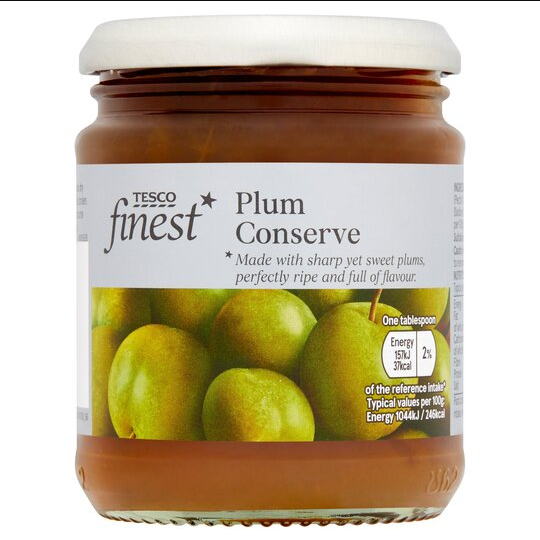 TESCO
finest*
Plum
Conserve
*Made with sharp yet sweet plums,
perfectly ripe and full of flavour.
One tablespoon
Energy
157kJ
37kcal
2%
of the reference intake*
Typical values per 100g:
Energy 1044kJ / 246kcal